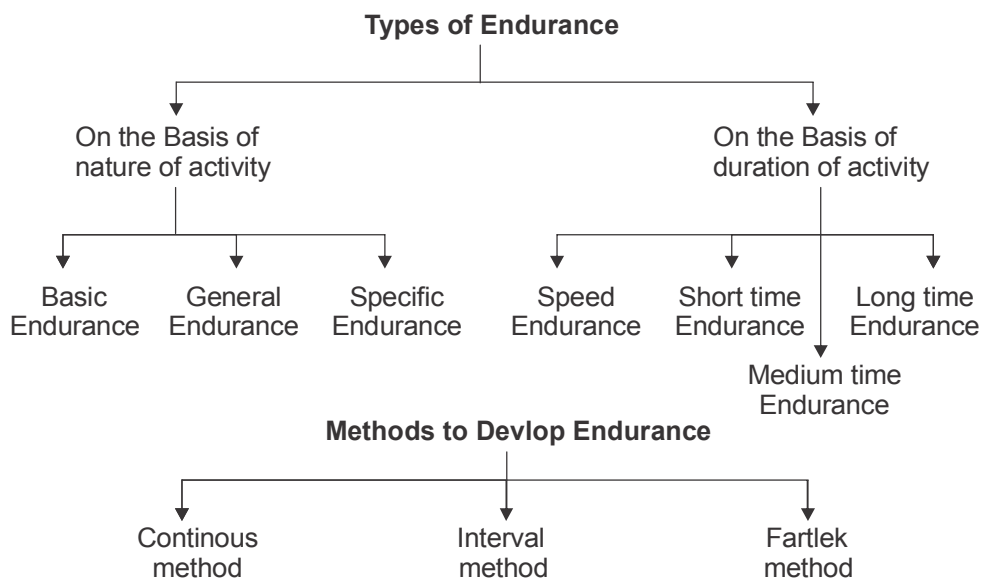 Types of Endurance
On the Basis of
nature of activity
On the Basis of
duration of activity
Basic
Endurance
General
Endurance
Specific
Endurance
Speed
Endurance
Short time
Endurance
Long time
Endurance
Medium time
Endurance
Methods to Devlop Endurance
Continous
method
Interval
method
Fartlek
method